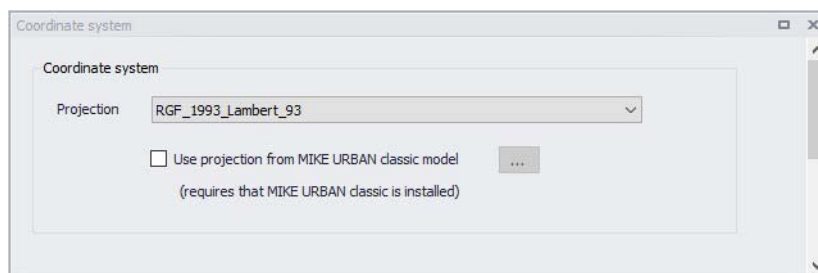 Coordinate system
Coordinate system
Projection RGF_1993_Lambert_93
Use projection from MIKE URBAN classic model ...
(requires that MIKE URBAN classic is installed)